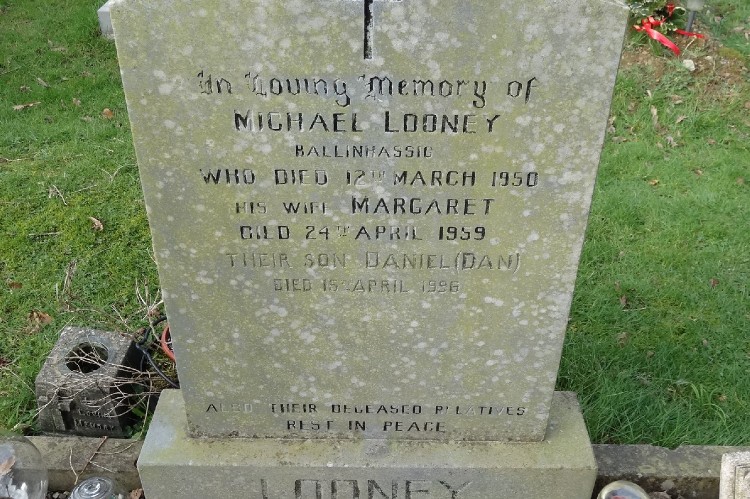 In Loving Memory of
MICHAEL LOONEY
BALLINHASSIG
WHO DIED 12TH MARCH 1950
HIS WIFE MARGARET
DIED 24TH APRIL 1959
THEIR SON DANIEL (DAN)
DIED 15TH APRIL 1996
ALSO THEIR DECEASED RELATIVES
REST IN PEACE
LOONEY